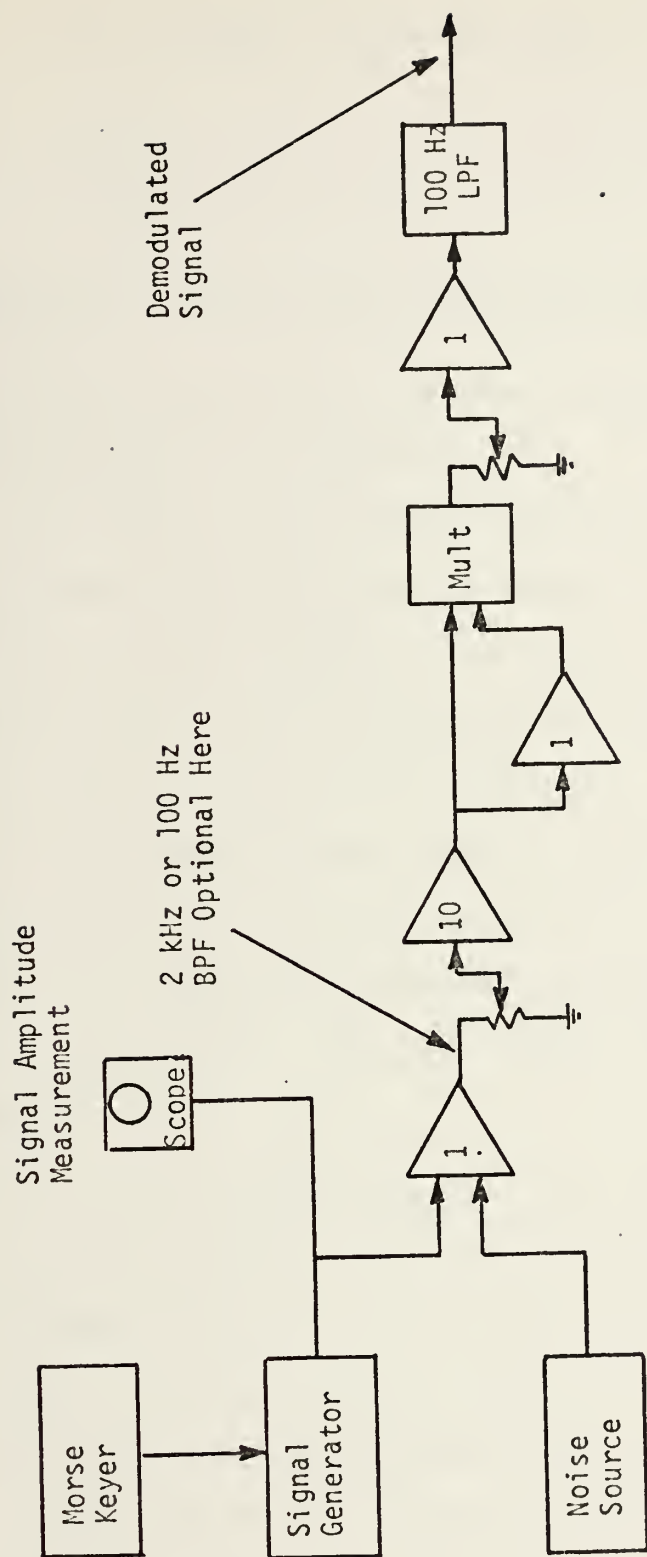 Signal Amplitude
Measurement
Morse
Keyer
Scope
Signal
Generator
Noise
Source
1.
2 kHz or 100 Hz
BPF Optional Here
10
1
Mult
1
100 Hz
LPF
Demodulated
Signal